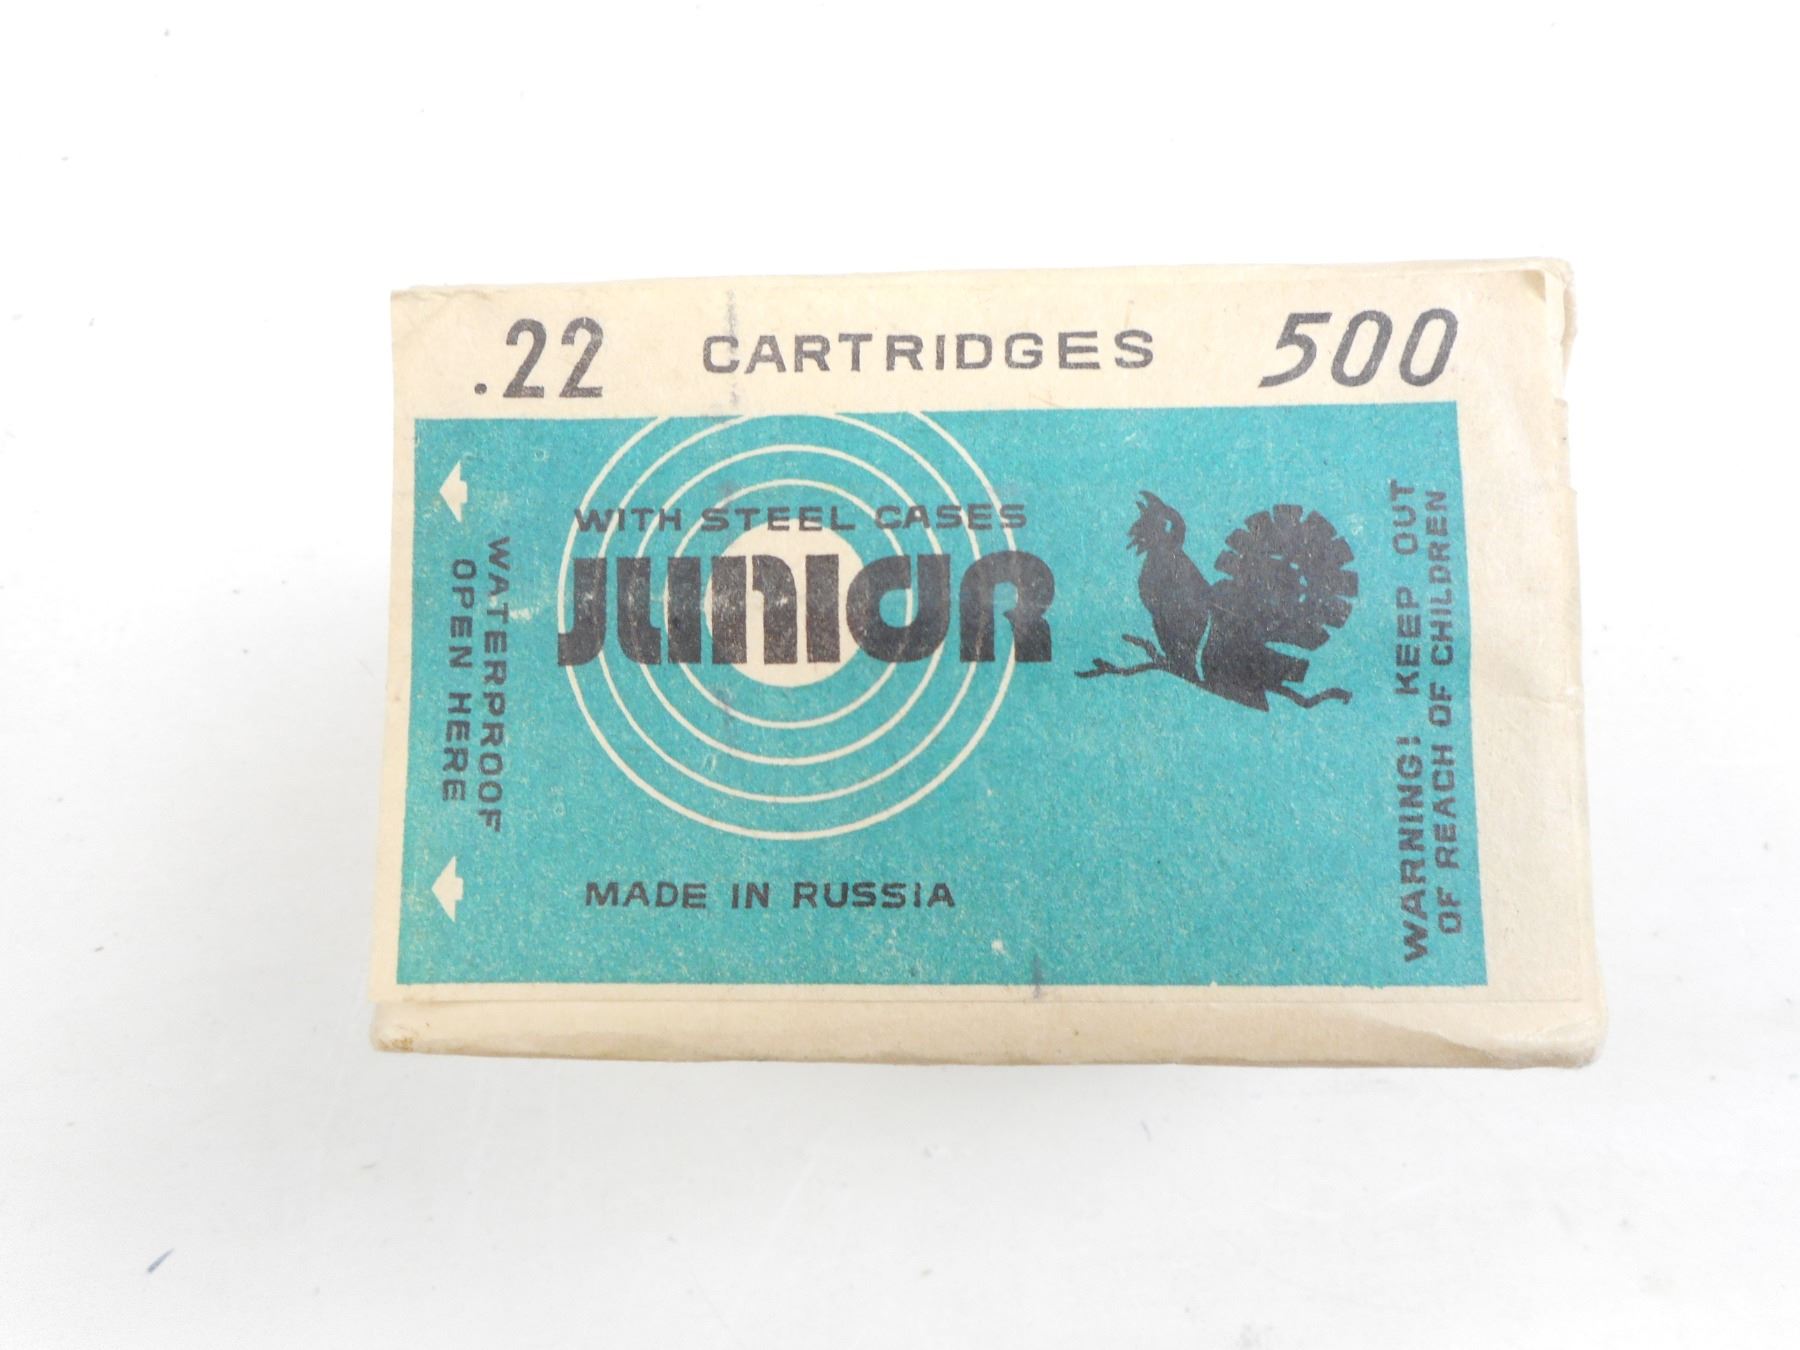 .22 CARTRIDGES 500
WITH STEEL CASES
JUNIOR
MADE IN RUSSIA
WATERPROOF
OPEN HERE
WARNING! KEEP OUT
OF REACH OF CHILDREN